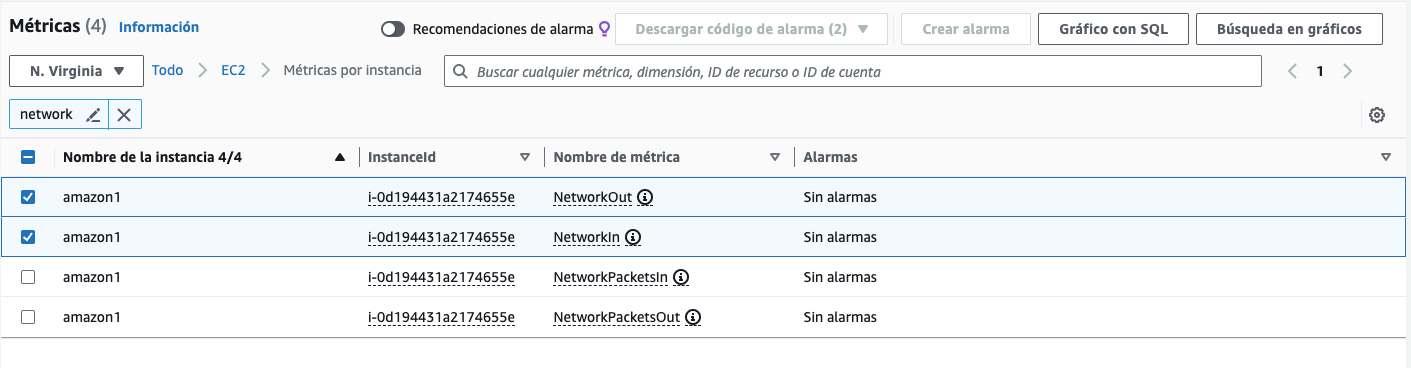 Métricas (4) Información Recomendaciones de alarma Descargar código de alarma (2) Crear alarma Gráfico con SQL Búsqueda en gráficos
N. Virginia Todo EC2 Métricas por instancia Buscar cualquier métrica, dimensión, ID de recurso o ID de cuenta 1
network
Nombre de la instancia 4/4 InstanceId Nombre de métrica Alarmas
amazon1 i-0d194431a2174655e NetworkOut Sin alarmas
amazon1 i-0d194431a2174655e NetworkIn Sin alarmas
amazon1 i-0d194431a2174655e NetworkPacketsIn Sin alarmas
amazon1 i-0d194431a2174655e NetworkPacketsOut Sin alarmas